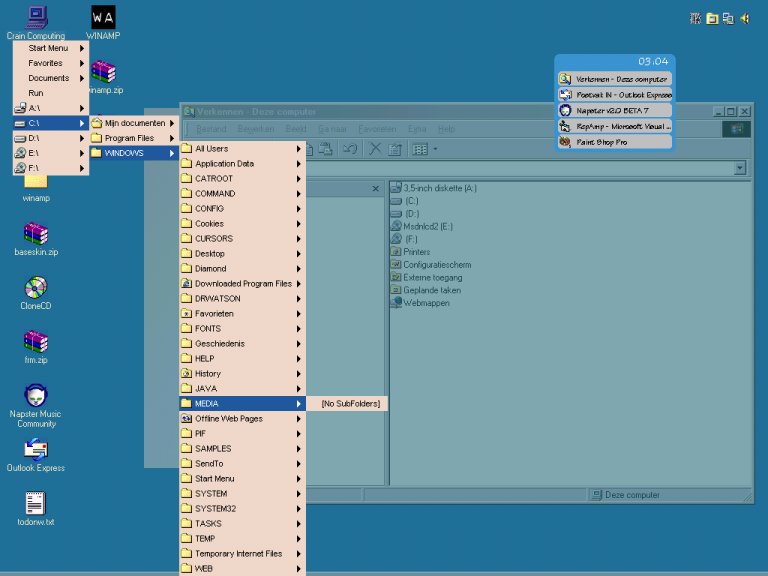 Crain Computing
WINAMP
WA
winamp.zip
winamp
baseskin.zip
CloneCD
frm.zip
Napster Music
Community
Outlook Express
todonw.txt
Start Menu
Favorites
Documents
Run
A:\
C:\
D:\
E:\
F:\
Mijn documenten
Program Files
WINDOWS
All Users
Application Data
CATROOT
COMMAND
CONFIG
Cookies
CURSORS
Desktop
Diamond
Downloaded Program Files
DRWATSON
Favorieten
FONTS
Geschiedenis
HELP
History
JAVA
MEDIA
Offline Web Pages
PIF
SAMPLES
SendTo
Start Menu
SYSTEM
SYSTEM32
TASKS
TEMP
Temporary Internet Files
WEB
[No SubFolders]
Verkennen - Deze computer
Bestand Bewerken Beeld Ga naar Favorieten Extra Help
3,5-inch diskette (A:)
(C:)
(D:)
Msdnlcd2 (E:)
(F:)
Printers
Configuratiescherm
Externe toegang
Geplande taken
Webmappen
Deze computer
03:04
Verkennen - Deze computer
Postvak IN - Outlook Express
Napster v2.0 BETA 7
RepAmp - Microsoft Visual ...
Paint Shop Pro